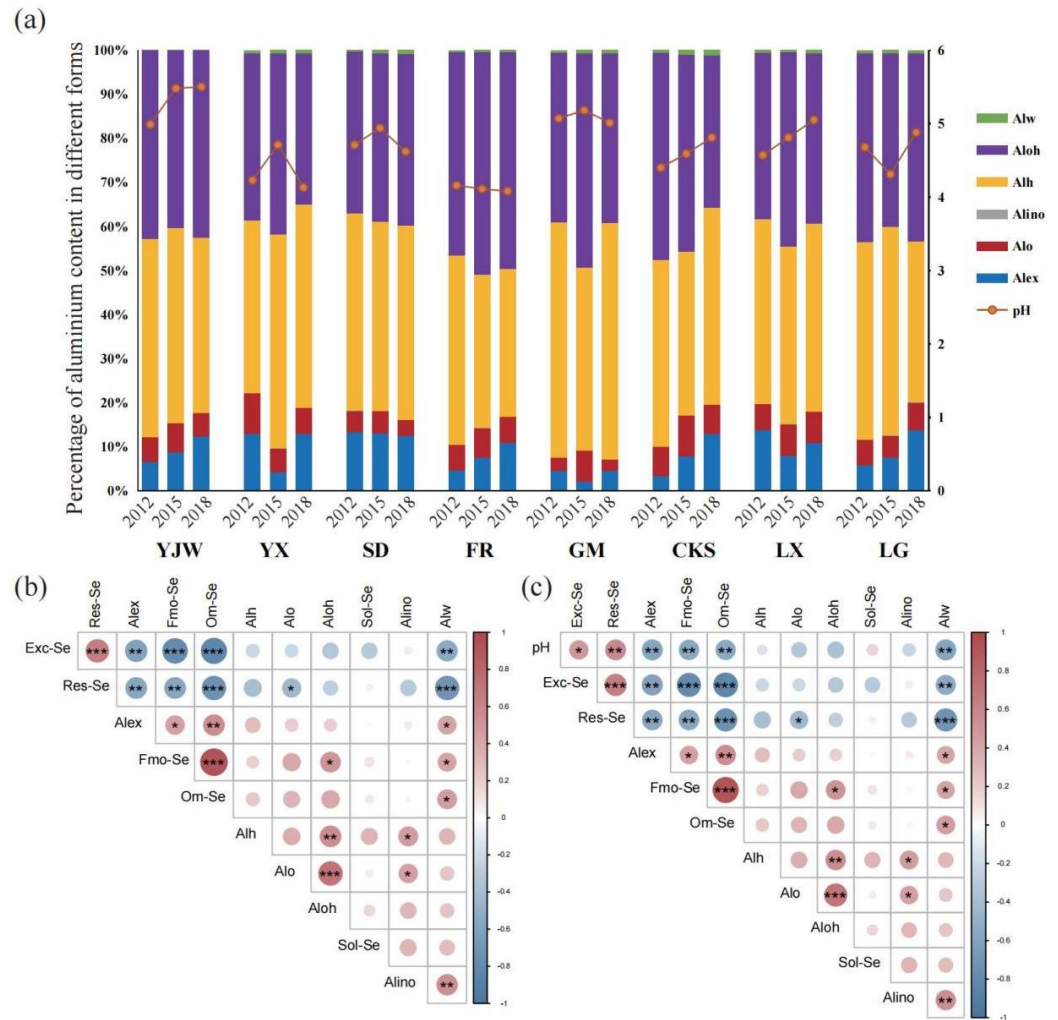 (a)
Percentage of aluminium content in different forms
100%
90%
80%
70%
60%
50%
40%
30%
20%
10%
0%
6
5
4
3
2
1
0
Alw
Aloh
Alh
Alino
Alo
Alex
pH
2012 2015 2018 2012 2015 2018 2012 2015 2018 2012 2015 2018 2012 2015 2018 2012 2015 2018 2012 2015 2018 2012 2015 2018
YJW YX SD FR GM CKS LX LG
(b)
Res-Se Alex Fmo-Se Om-Se Alh Alo Aloh Sol-Se Alino Alw
Exc-Se *** ** *** *** **
Res-Se ** ** *** * ***
Alex * ** *
Fmo-Se *** * *
Om-Se *
Alh ** *
Alo *** *
Aloh
Sol-Se
Alino **
1
0.8
0.6
0.4
0.2
0
-0.2
-0.4
-0.6
-0.8
-1
(c)
Exc-Se Res-Se Alex Fmo-Se Om-Se Alh Alo Aloh Sol-Se Alino Alw
pH * ** ** ** ** **
Exc-Se *** ** *** *** **
Res-Se ** ** *** * ***
Alex * ** *
Fmo-Se *** * *
Om-Se *
Alh ** *
Alo *** *
Aloh
Sol-Se
Alino **
1
0.8
0.6
0.4
0.2
0
-0.2
-0.4
-0.6
-0.8
-1